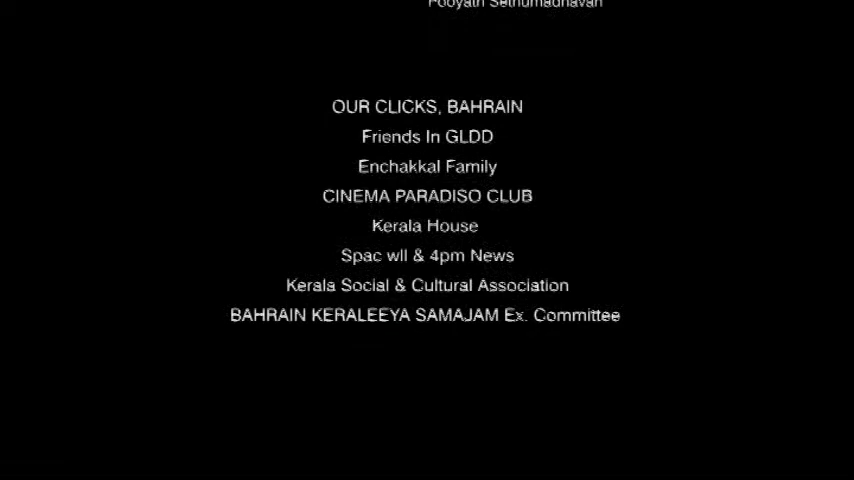 Sethumadhavan
OUR CLICKS, BAHRAIN
Friends In GLDD
Enchakkal Family
CINEMA PARADISO CLUB
Kerala House
Spac wll & 4pm News
Kerala Social & Cultural Association
BAHRAIN KERALEEYA SAMAJAM Ex. Committee